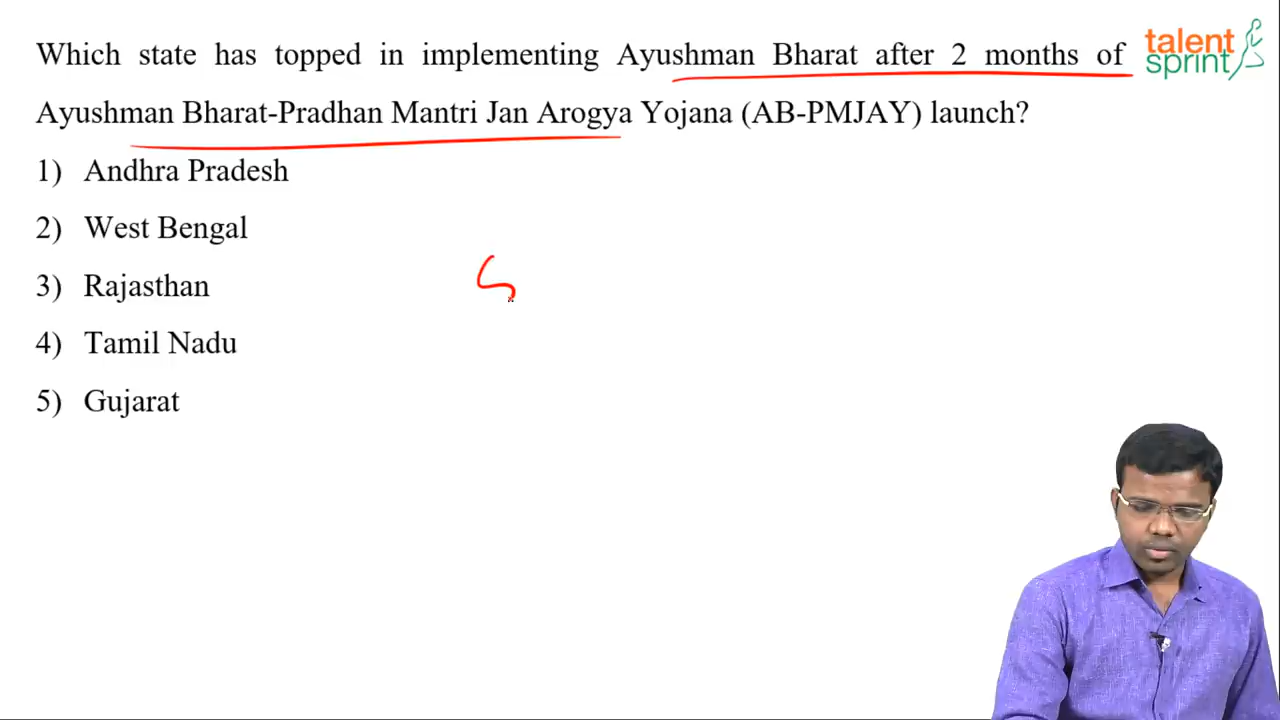 Which state has topped in implementing Ayushman Bharat after 2 months of
Ayushman Bharat-Pradhan Mantri Jan Arogya Yojana (AB-PMJAY) launch?
1) Andhra Pradesh
2) West Bengal
3) Rajasthan
4) Tamil Nadu
5) Gujarat
talent
sprint